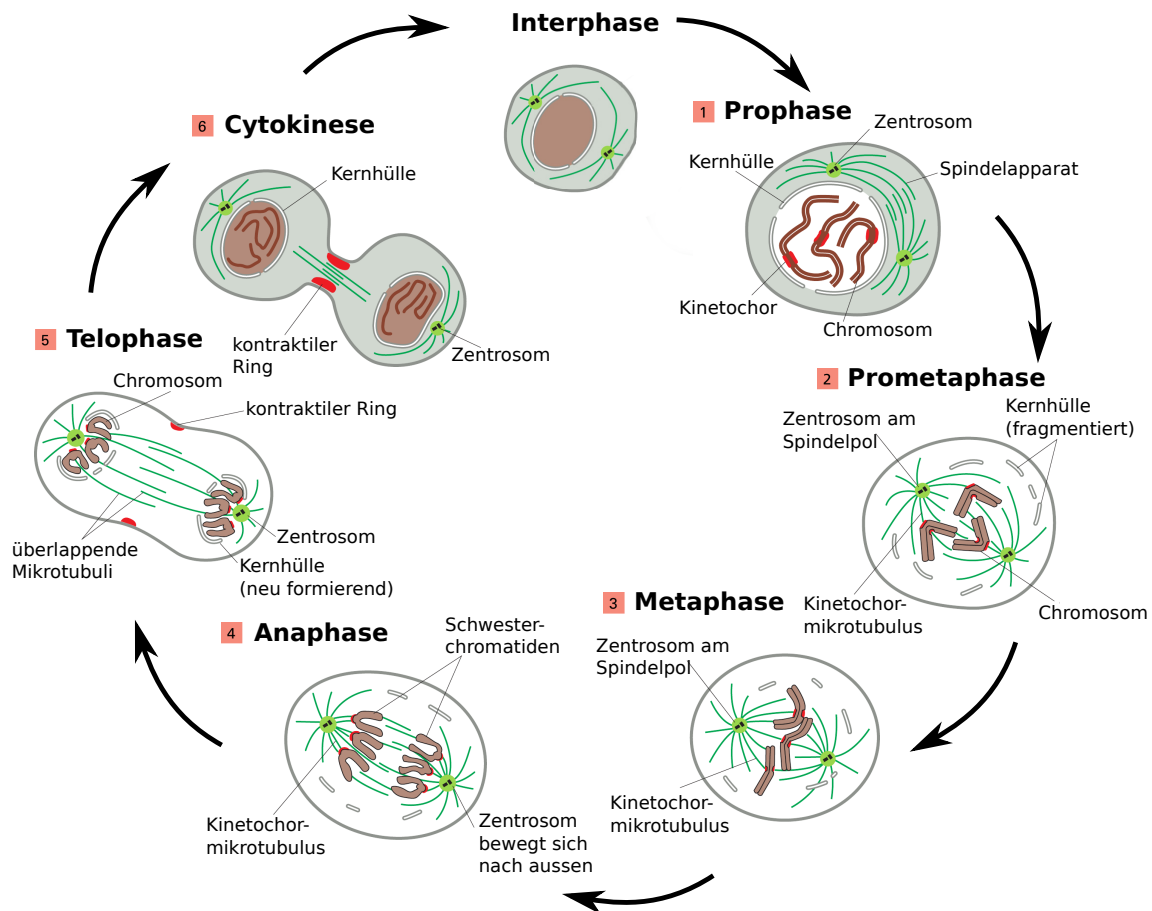 Interphase
1 Prophase
Zentrosom
Kernhülle
Spindelapparat
Kinetochor
Chromosom
2 Prometaphase
Zentrosom am
Spindelpol
Kernhülle
(fragmentiert)
Kinetochor-
mikrotubulus
Chromosom
3 Metaphase
Zentrosom am
Spindelpol
Kinetochor-
mikrotubulus
4 Anaphase
Schwester-
chromatiden
Kinetochor-
mikrotubulus
Zentrosom
bewegt sich
nach aussen
5 Telophase
Chromosom
kontraktiler Ring
überlappende
Mikrotubuli
Zentrosom
Kernhülle
(neu formierend)
6 Cytokinese
Kernhülle
kontraktiler
Ring
Zentrosom